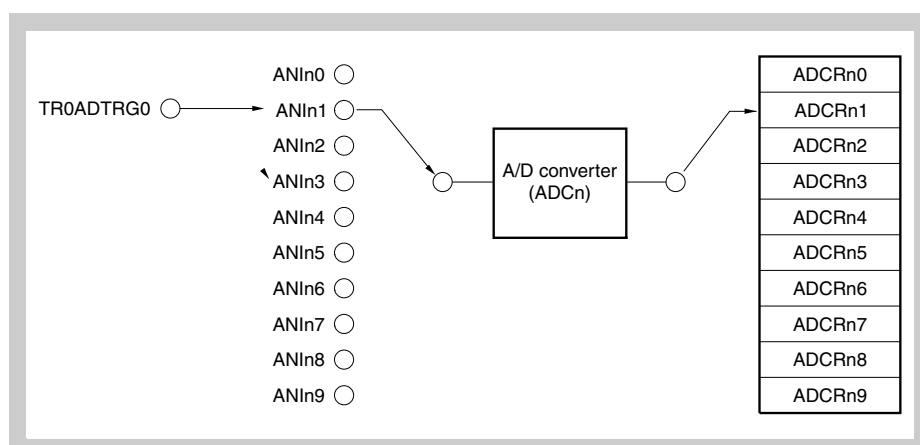 ANIn0
TR0ADTRG0
ANIn1
ANIn2
ANIn3
ANIn4
ANIn5
ANIn6
ANIn7
ANIn8
ANIn9
A/D converter
(ADCn)
ADCRn0
ADCRn1
ADCRn2
ADCRn3
ADCRn4
ADCRn5
ADCRn6
ADCRn7
ADCRn8
ADCRn9